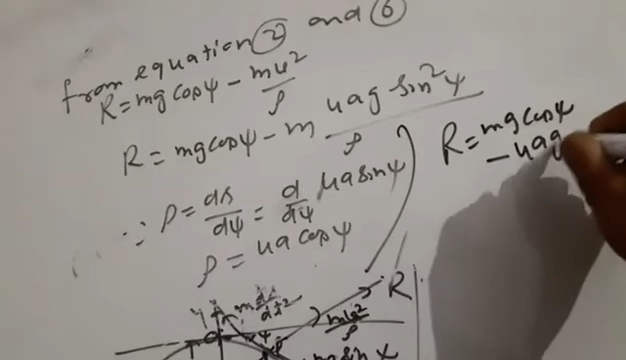 from equation ② and ⑥
R = mg cosψ − mu²/ρ
R = mg cosψ − m 4ag sin²ψ/ρ
∵ ρ = ds/dψ = d/dψ 4a sinψ
ρ = 4a cosψ
R = mg cosψ
− 4ag
R